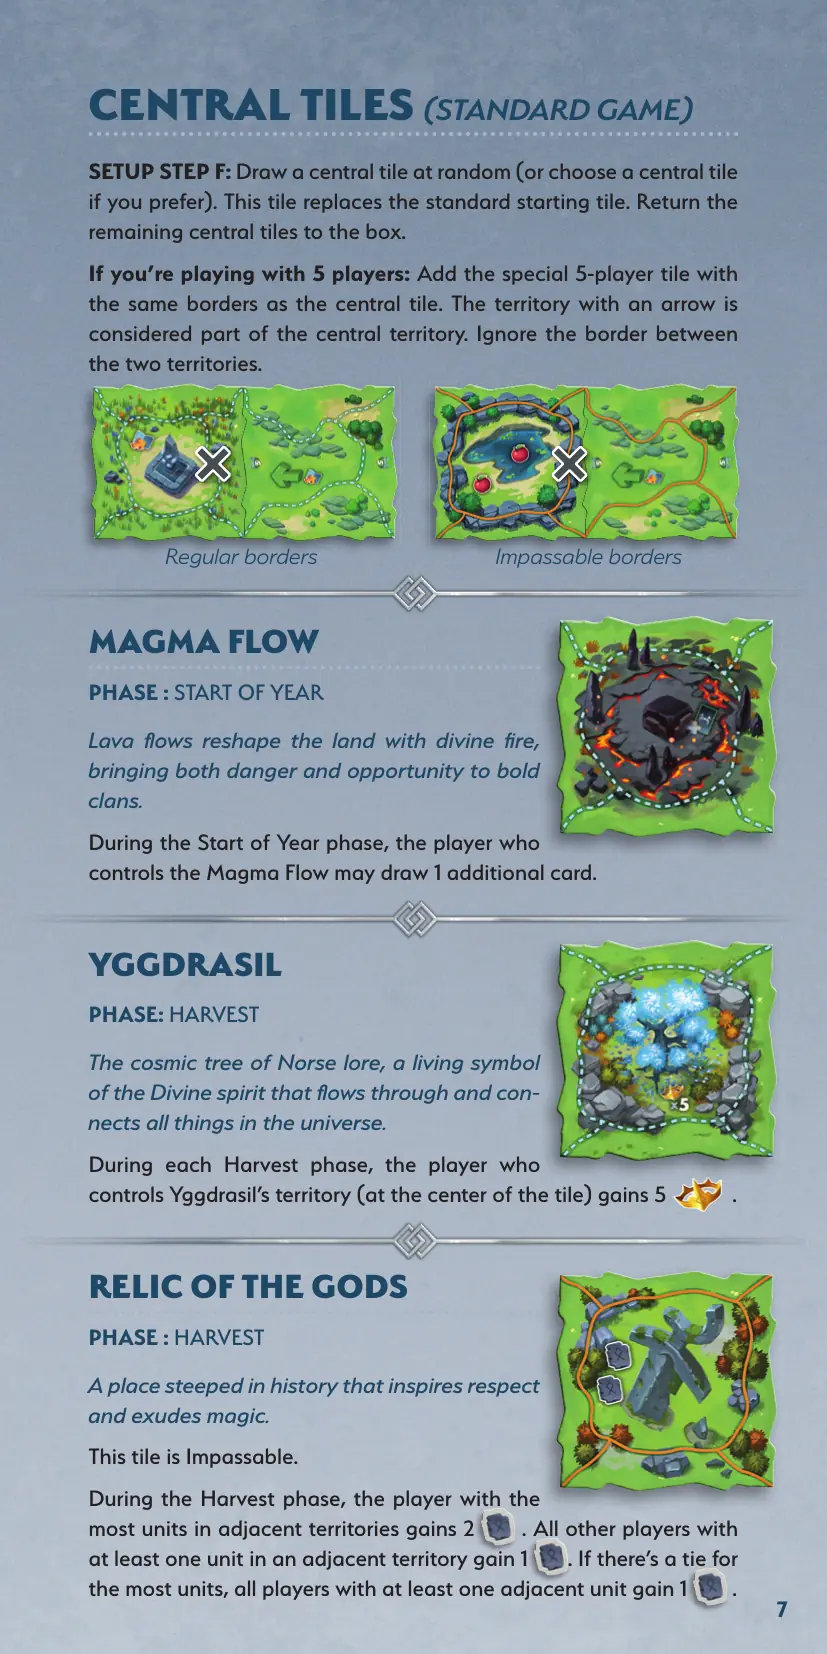 CENTRAL TILES (STANDARD GAME)
SETUP STEP F: Draw a central tile at random (or choose a central tile
if you prefer). This tile replaces the standard starting tile. Return the
remaining central tiles to the box.
If you're playing with 5 players: Add the special 5-player tile with
the same borders as the central tile. The territory with an arrow is
considered part of the central territory. Ignore the border between
the two territories.
Regular borders
Impassable borders
MAGMA FLOW
PHASE : START OF YEAR
Lava flows reshape the land with divine fire,
bringing both danger and opportunity to bold
clans.
During the Start of Year phase, the player who
controls the Magma Flow may draw 1 additional card.
YGGDRASIL
PHASE: HARVEST
The cosmic tree of Norse lore, a living symbol
of the Divine spirit that flows through and con-
nects all things in the universe.
x5
During each Harvest phase, the player who
controls Yggdrasil's territory (at the center of the tile) gains 5 .
RELIC OF THE GODS
PHASE : HARVEST
A place steeped in history that inspires respect
and exudes magic.
This tile is Impassable.
During the Harvest phase, the player with the
most units in adjacent territories gains 2 . All other players with
at least one unit in an adjacent territory gain 1 . If there's a tie for
the most units, all players with at least one adjacent unit gain 1 .
7